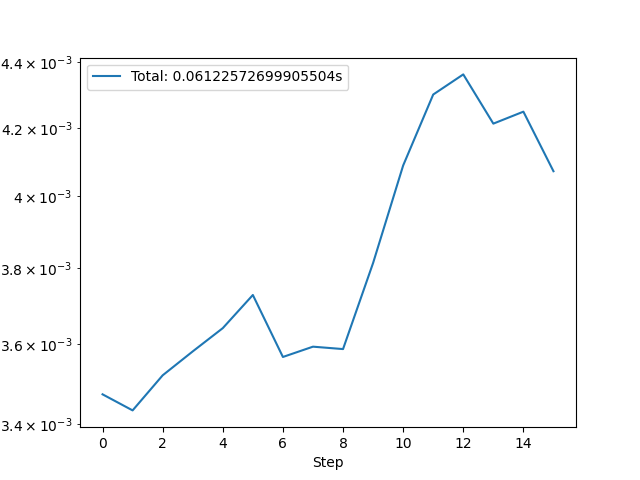 Total: 0.06122572699905504s
4.4 × 10⁻³
4.2 × 10⁻³
4 × 10⁻³
3.8 × 10⁻³
3.6 × 10⁻³
3.4 × 10⁻³
0 2 4 6 8 10 12 14
Step